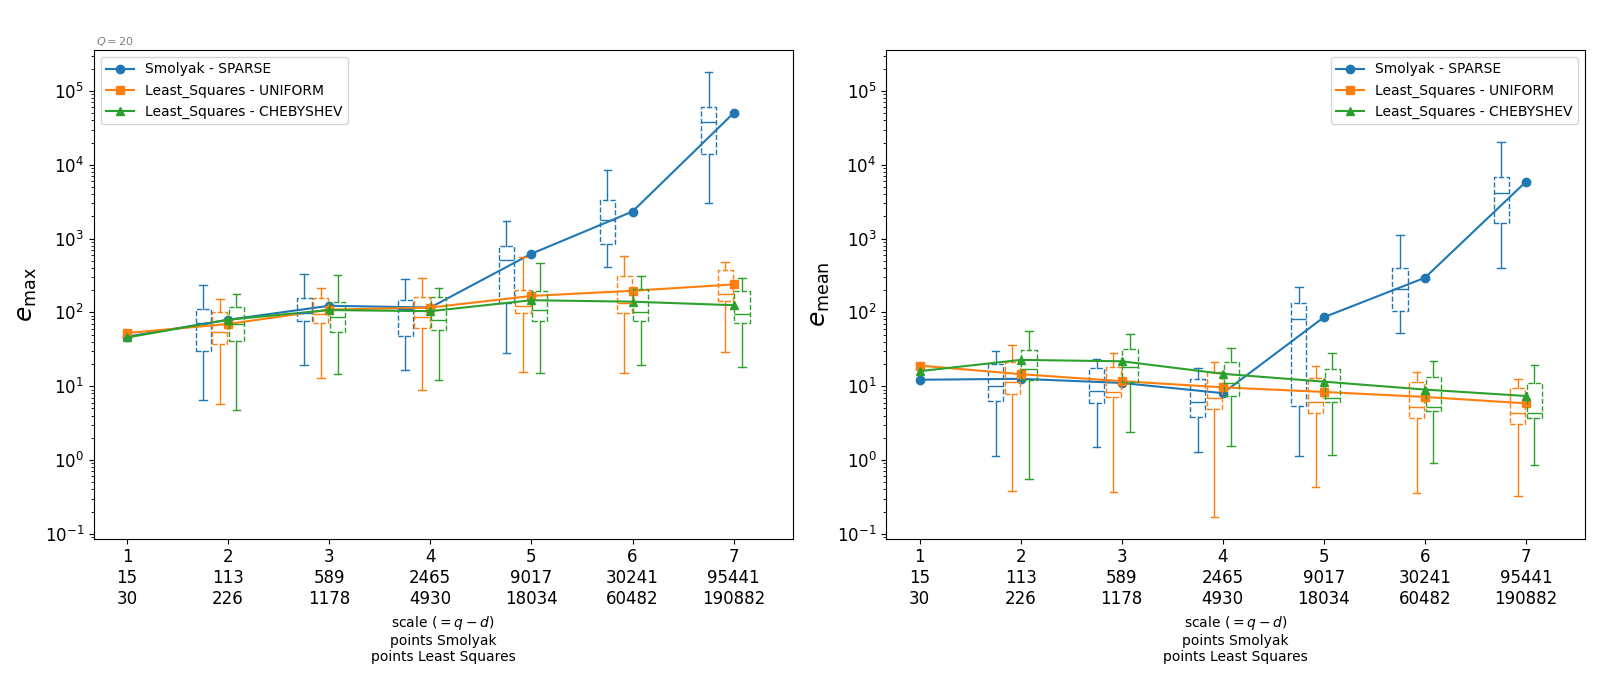 Q = 20
Smolyak - SPARSE
Least_Squares - UNIFORM
Least_Squares - CHEBYSHEV
10^5
10^4
10^3
10^2
10^1
10^0
10^-1
e_max
1 2 3 4 5 6 7
15 113 589 2465 9017 30241 95441
30 226 1178 4930 18034 60482 190882
scale (= q − d)
points Smolyak
points Least Squares
Smolyak - SPARSE
Least_Squares - UNIFORM
Least_Squares - CHEBYSHEV
10^5
10^4
10^3
10^2
10^1
10^0
10^-1
e_mean
1 2 3 4 5 6 7
15 113 589 2465 9017 30241 95441
30 226 1178 4930 18034 60482 190882
scale (= q − d)
points Smolyak
points Least Squares